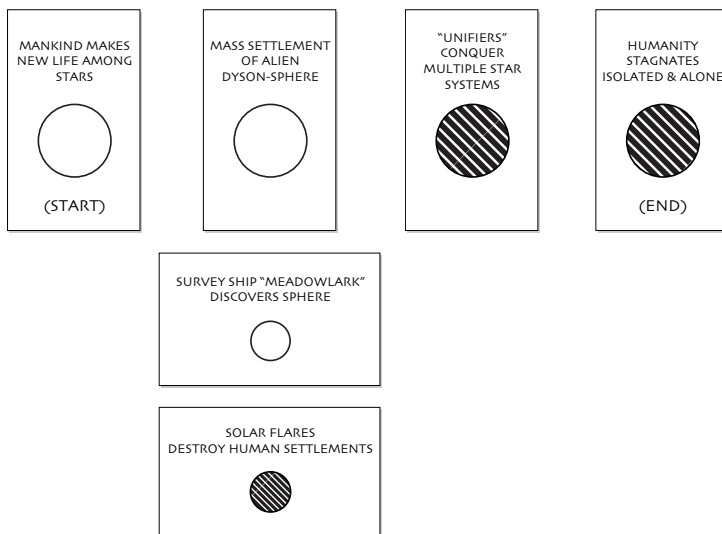 MANKIND MAKES
NEW LIFE AMONG
STARS
(START)
MASS SETTLEMENT
OF ALIEN
DYSON-SPHERE
"UNIFIERS"
CONQUER
MULTIPLE STAR
SYSTEMS
HUMANITY
STAGNATES
ISOLATED & ALONE
(END)
SURVEY SHIP "MEADOWLARK"
DISCOVERS SPHERE
SOLAR FLARES
DESTROY HUMAN SETTLEMENTS